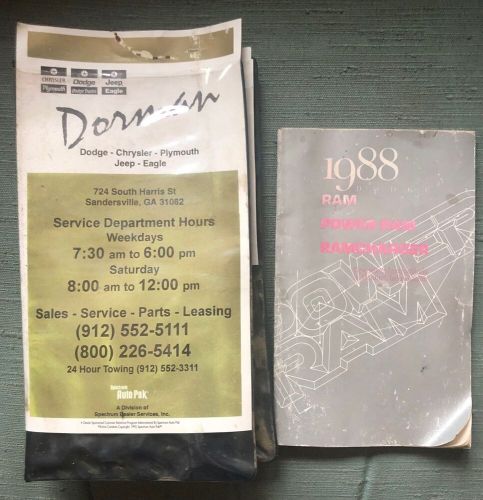 CHRYSLER Dodge Jeep
Plymouth Dodge Trucks Eagle
Dorman
Dodge - Chrysler - Plymouth
Jeep - Eagle
724 South Harris St
Sandersville, GA 31082
Service Department Hours
Weekdays
7:30 am to 6:00 pm
Saturday
8:00 am to 12:00 pm
Sales - Service - Parts - Leasing
(912) 552-5111
(800) 226-5414
24 Hour Towing (912) 552-3311
Spectrum
Auto Pak
A Division of
Spectrum Dealer Services, Inc.
1988
DODGE
RAM
POWER RAM
RAMCHARGER
POWER
RAM